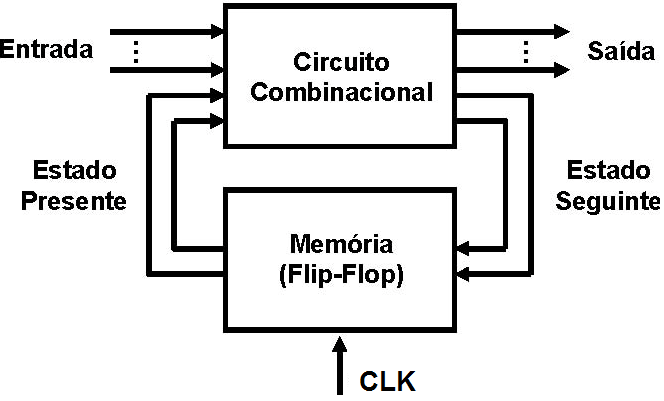 Entrada
Circuito
Combinacional
Saída
Estado
Presente
Estado
Seguinte
Memória
(Flip-Flop)
CLK